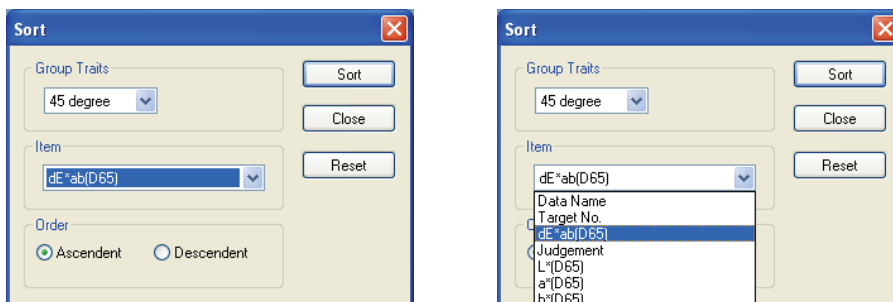 Sort
Group Traits
45 degree
Sort
Close
Item
Reset
dE*ab(D65)
Order
Ascendent Descendent
Sort
Group Traits
45 degree
Sort
Close
Item
Reset
dE*ab(D65)
Data Name
Target No.
dE*ab(D65)
Judgement
L*(D65)
a*(D65)
b*(D65)